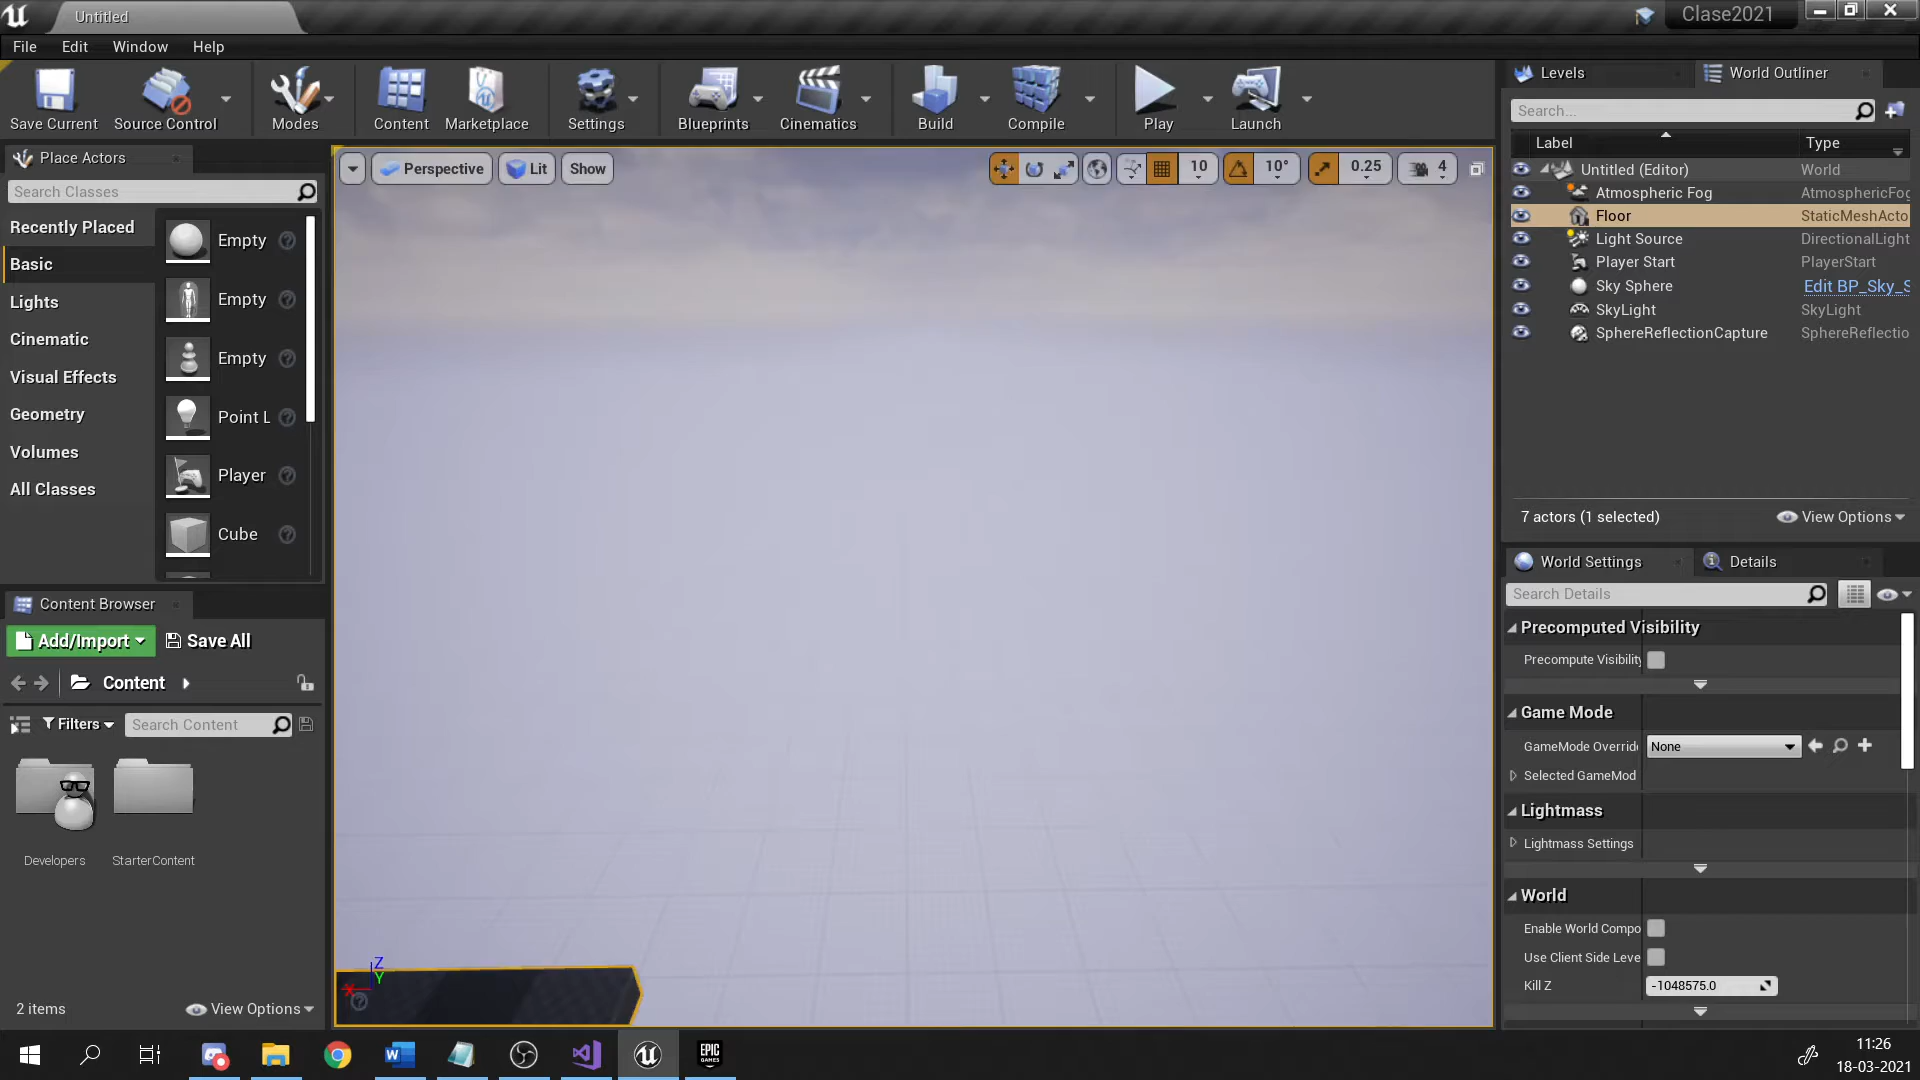 Untitled
Clase2021
File Edit Window Help
Save Current
Source Control
Modes
Content
Marketplace
Settings
Blueprints
Cinematics
Build
Compile
Play
Launch
Levels
World Outliner
Search...
Label
Type
Untitled (Editor) World
Atmospheric Fog AtmosphericFog
Floor StaticMeshActo
Light Source DirectionalLight
Player Start PlayerStart
Sky Sphere Edit BP_Sky_S
SkyLight SkyLight
SphereReflectionCapture SphereReflectio
7 actors (1 selected)
View Options
Place Actors
Search Classes
Recently Placed
Basic
Lights
Cinematic
Visual Effects
Geometry
Volumes
All Classes
Empty
Empty
Empty
Point L
Player
Cube
Perspective
Lit
Show
10
10°
0.25
4
Z
Y
X
Content Browser
Add/Import
Save All
Content
Filters
Search Content
Developers
StarterContent
2 items
View Options
World Settings
Details
Search Details
Precomputed Visibility
Precompute Visibility
Game Mode
GameMode Overrid None
Selected GameMod
Lightmass
Lightmass Settings
World
Enable World Compo
Use Client Side Leve
Kill Z -1048575.0
EPIC
GAMES
11:26
18-03-2021